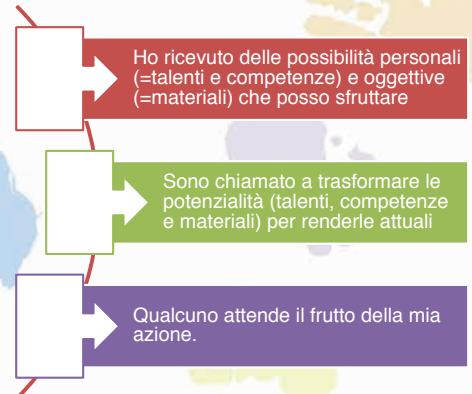 Ho ricevuto delle possibilità personali
(=talenti e competenze) e oggettive
(=materiali) che posso sfruttare
Sono chiamato a trasformare le
potenzialità (talenti, competenze
e materiali) per renderle attuali
Qualcuno attende il frutto della mia
azione.